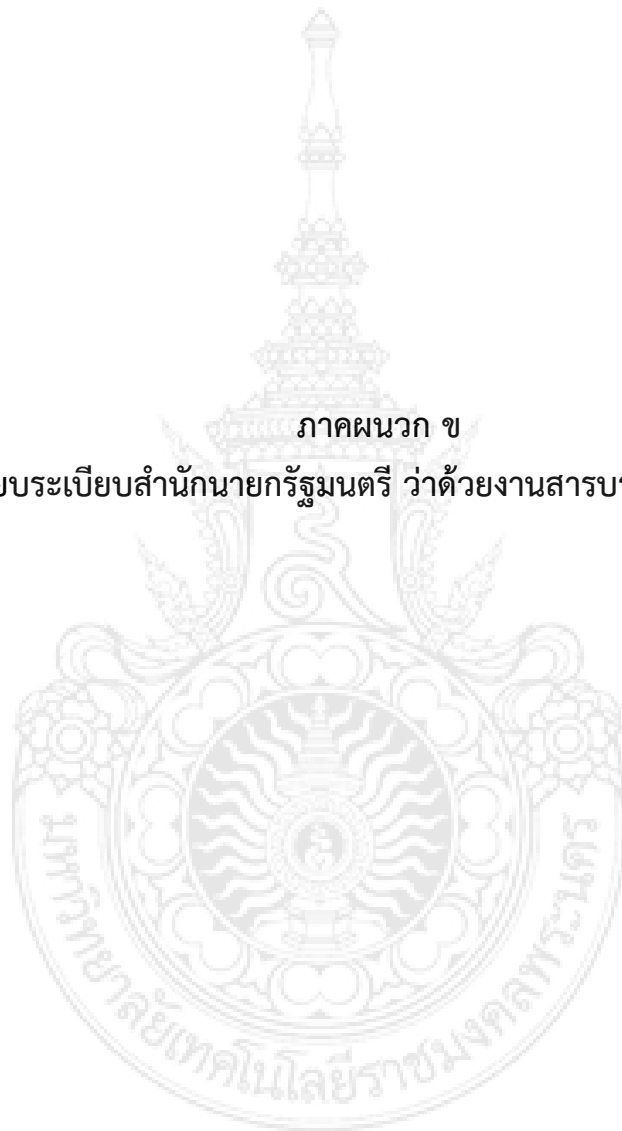 ภาคผนวก ข
ยบระเบียบสำนักนายกรัฐมนตรี ว่าด้วยงานสารบร
มหาวิทยาลัยเทคโนโลยีราชมงคลพระนคร